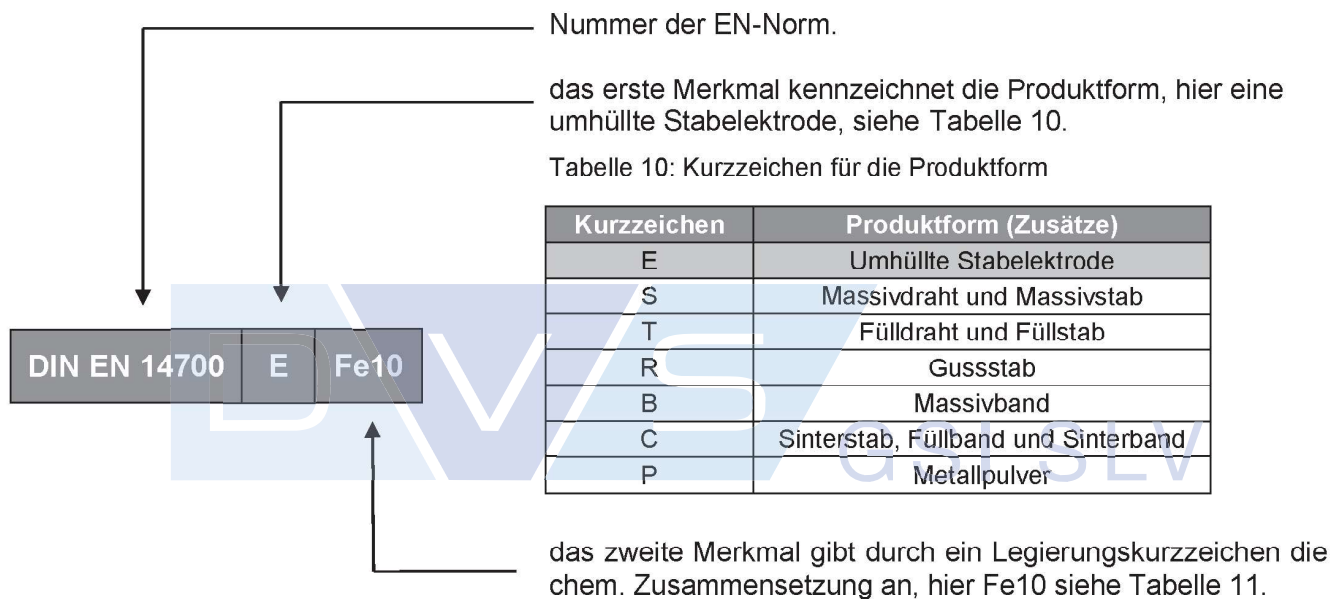 Nummer der EN-Norm.
das erste Merkmal kennzeichnet die Produktform, hier eine
umhüllte Stabelektrode, siehe Tabelle 10.
Tabelle 10: Kurzzeichen für die Produktform
Kurzzeichen Produktform (Zusätze)
E Umhüllte Stabelektrode
S Massivdraht und Massivstab
T Fülldraht und Füllstab
R Gussstab
B Massivband
C Sinterstab, Füllband und Sinterband
P Metallpulver
DIN EN 14700 E Fe10
DVS
GSI SLV
das zweite Merkmal gibt durch ein Legierungskurzzeichen die
chem. Zusammensetzung an, hier Fe10 siehe Tabelle 11.